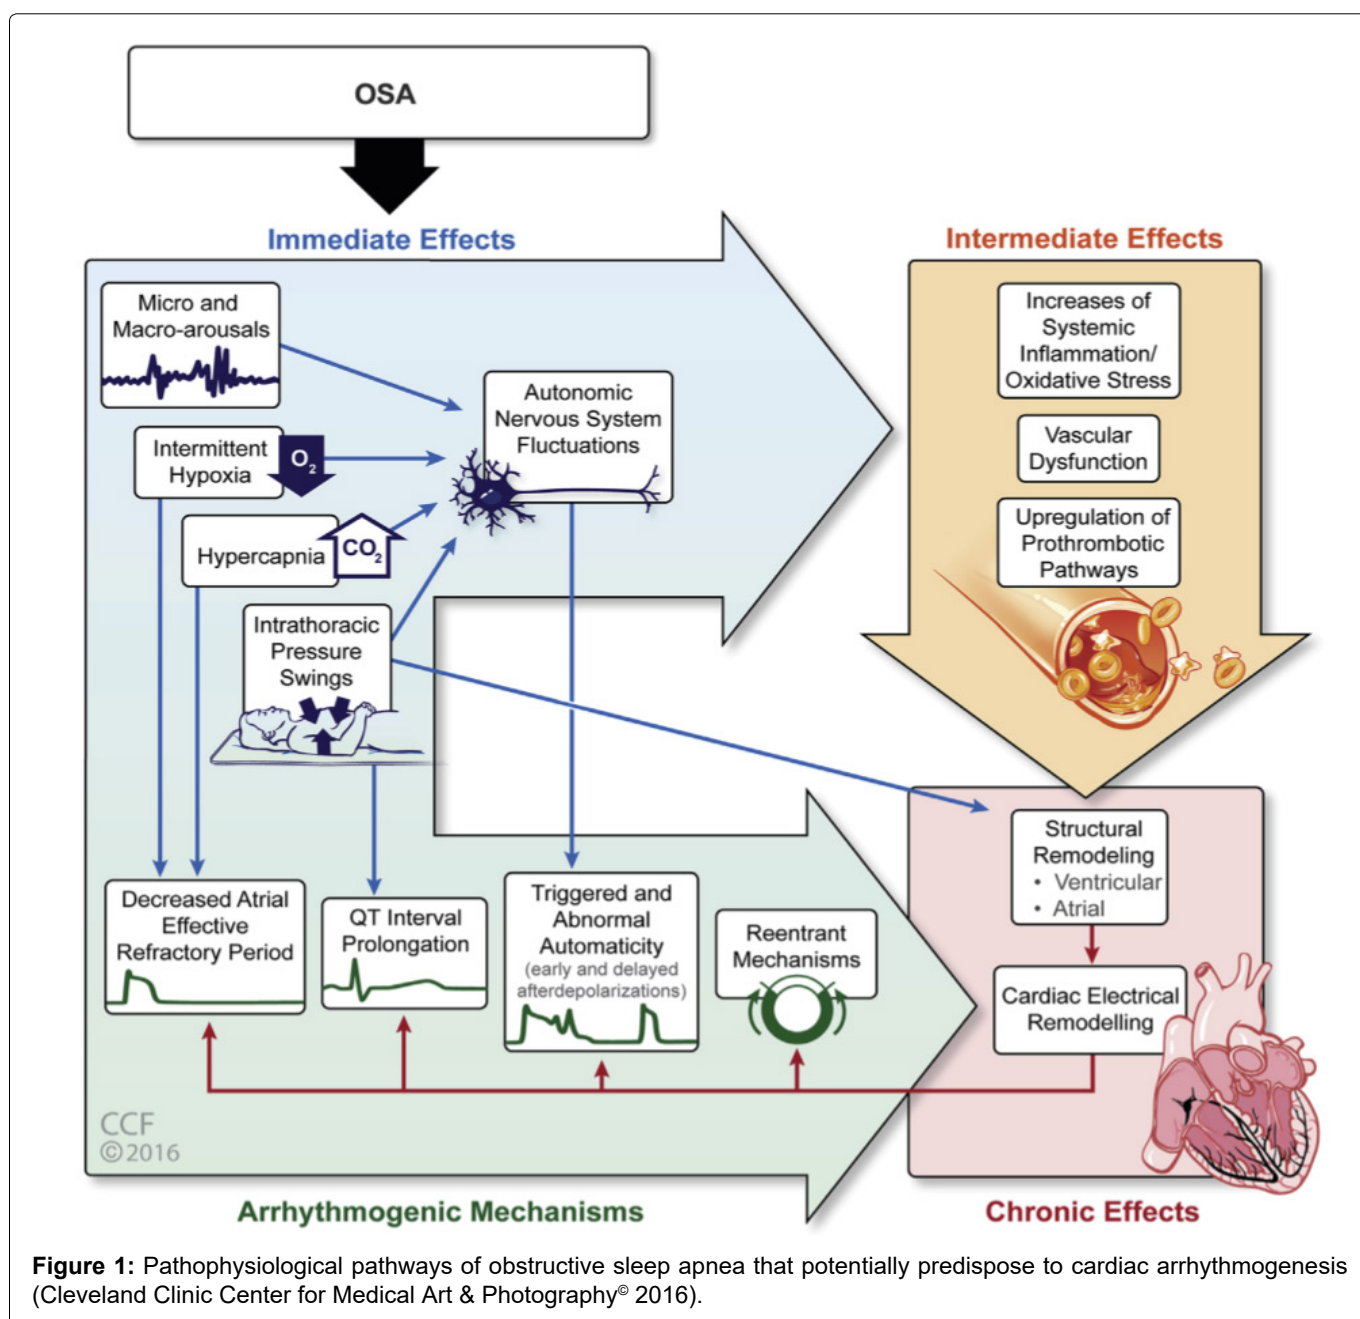 OSA
Immediate Effects
Micro and
Macro-arousals
Intermittent
Hypoxia
O2
Hypercapnia
CO2
Intrathoracic
Pressure
Swings
Autonomic
Nervous System
Fluctuations
Intermediate Effects
Increases of
Systemic
Inflammation/
Oxidative Stress
Vascular
Dysfunction
Upregulation of
Prothrombotic
Pathways
Decreased Atrial
Effective
Refractory Period
QT Interval
Prolongation
Triggered and
Abnormal
Automaticity
(early and delayed
afterdepolarizations)
Reentrant
Mechanisms
Structural
Remodeling
• Ventricular
• Atrial
Cardiac Electrical
Remodelling
CCF
©2016
Arrhythmogenic Mechanisms
Chronic Effects
Figure 1: Pathophysiological pathways of obstructive sleep apnea that potentially predispose to cardiac arrhythmogenesis
(Cleveland Clinic Center for Medical Art & Photography© 2016).